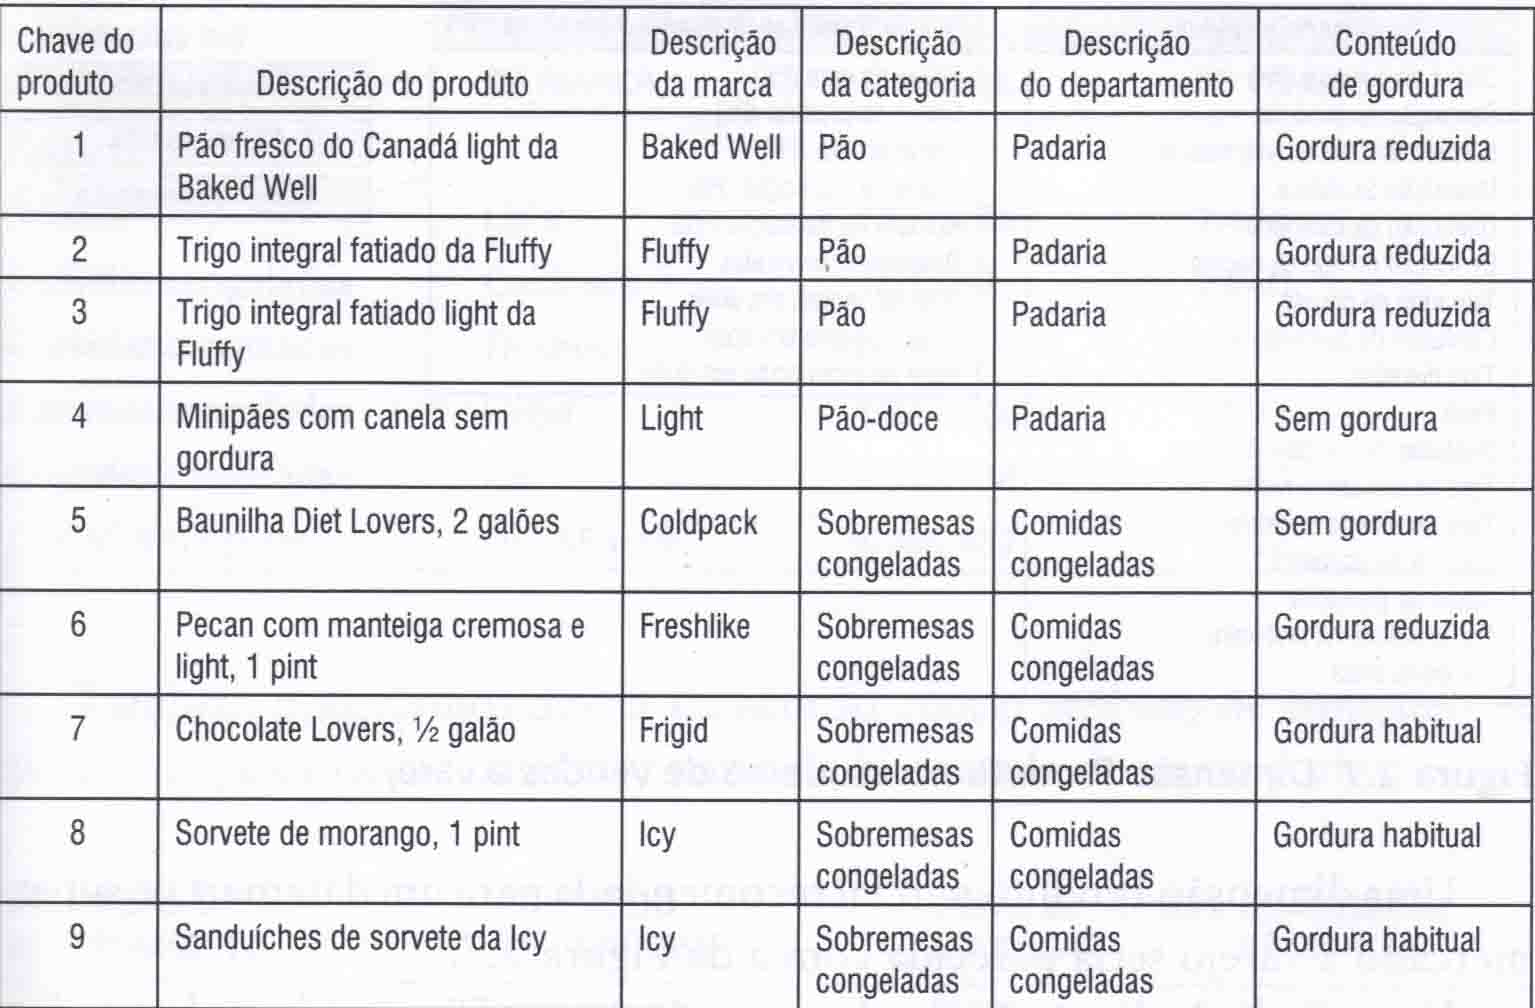 Chave do produto | Descrição do produto | Descrição da marca | Descrição da categoria | Descrição do departamento | Conteúdo de gordura
1 | Pão fresco do Canadá light da Baked Well | Baked Well | Pão | Padaria | Gordura reduzida
2 | Trigo integral fatiado da Fluffy | Fluffy | Pão | Padaria | Gordura reduzida
3 | Trigo integral fatiado light da Fluffy | Fluffy | Pão | Padaria | Gordura reduzida
4 | Minipães com canela sem gordura | Light | Pão-doce | Padaria | Sem gordura
5 | Baunilha Diet Lovers, 2 galões | Coldpack | Sobremesas congeladas | Comidas congeladas | Sem gordura
6 | Pecan com manteiga cremosa e light, 1 pint | Freshlike | Sobremesas congeladas | Comidas congeladas | Gordura reduzida
7 | Chocolate Lovers, ½ galão | Frigid | Sobremesas congeladas | Comidas congeladas | Gordura habitual
8 | Sorvete de morango, 1 pint | Icy | Sobremesas congeladas | Comidas congeladas | Gordura habitual
9 | Sanduíches de sorvete da Icy | Icy | Sobremesas congeladas | Comidas congeladas | Gordura habitual